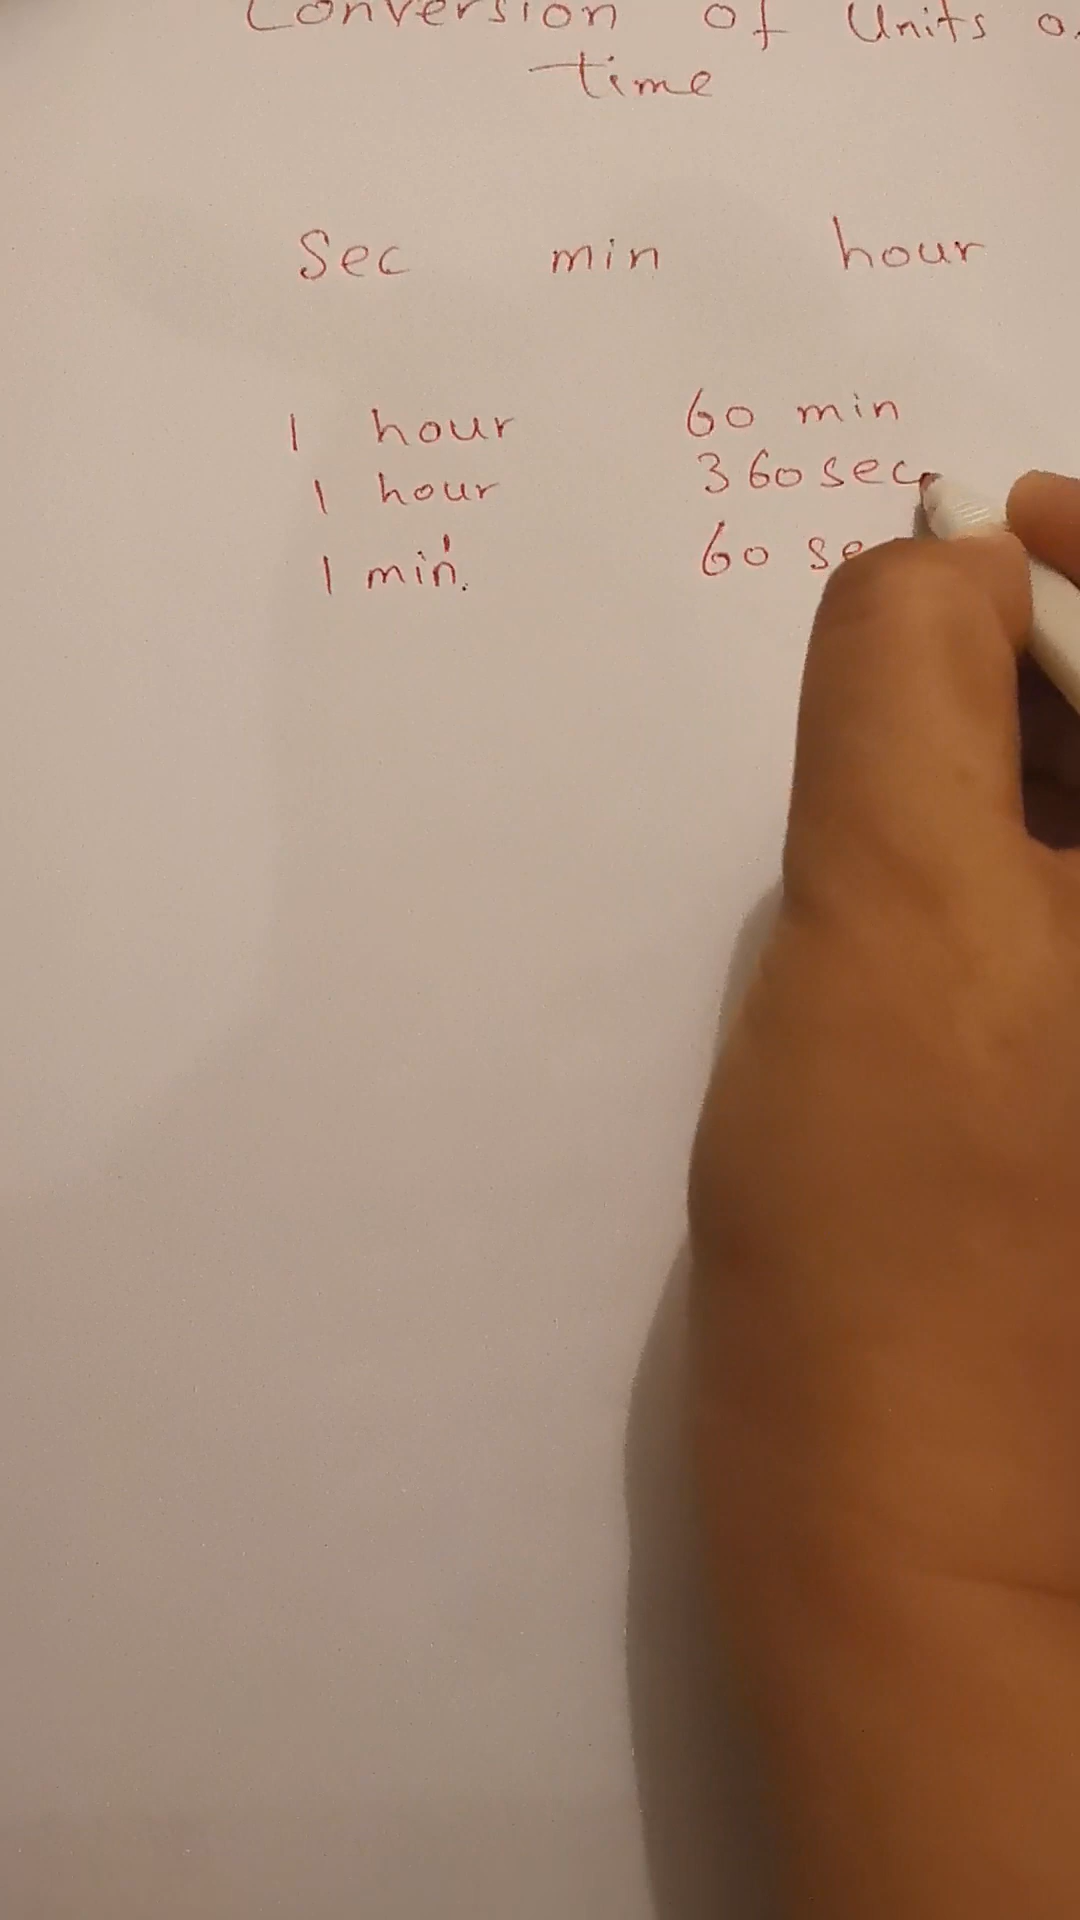 Conversion of Units
time
Sec min hour
1 hour 60 min
1 hour 360 sec
1 min. 60